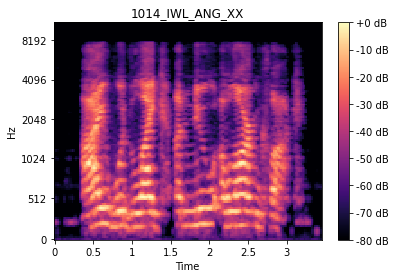 1014_IWL_ANG_XX
8192
4096
2048
1024
512
0
Hz
0 0.5 1 1.5 2 2.5 3
Time
+0 dB
-10 dB
-20 dB
-30 dB
-40 dB
-50 dB
-60 dB
-70 dB
-80 dB